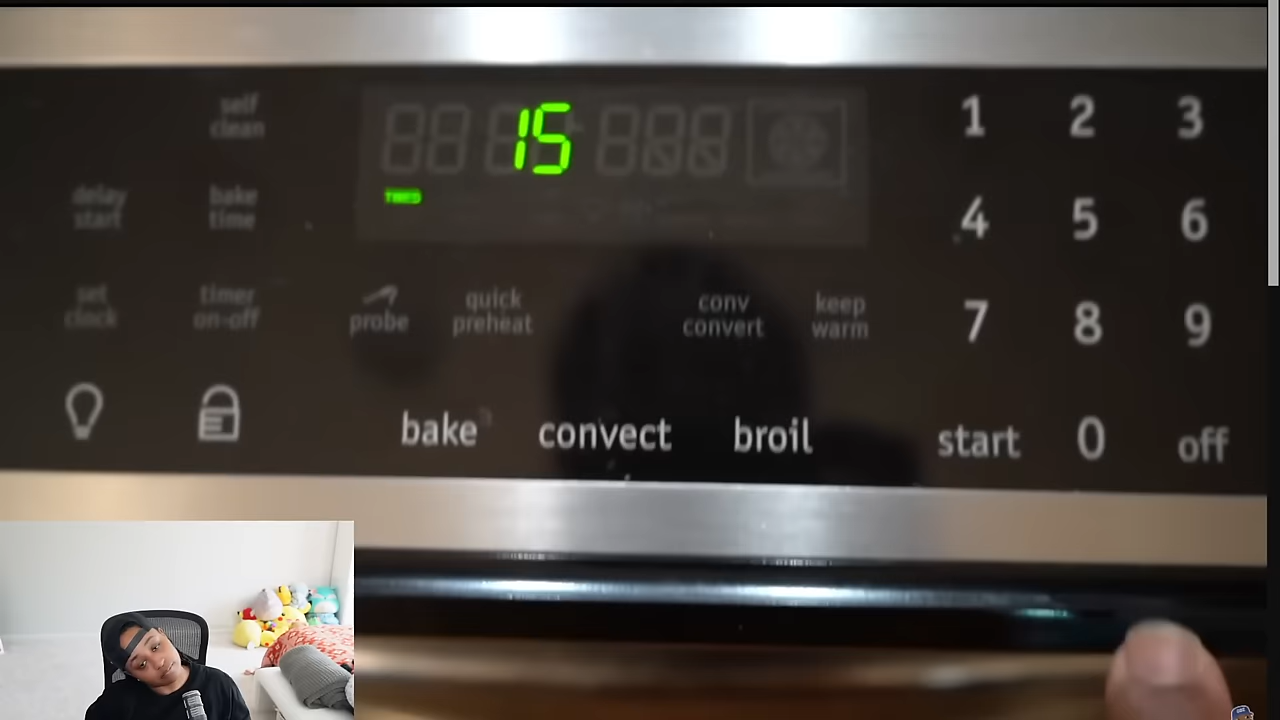 15
TIMED
self
clean
delay
start
bake
time
set
clock
timer
on-off
probe
quick
preheat
conv
convert
keep
warm
bake
convect
broil
1 2 3
4 5 6
7 8 9
start 0 off